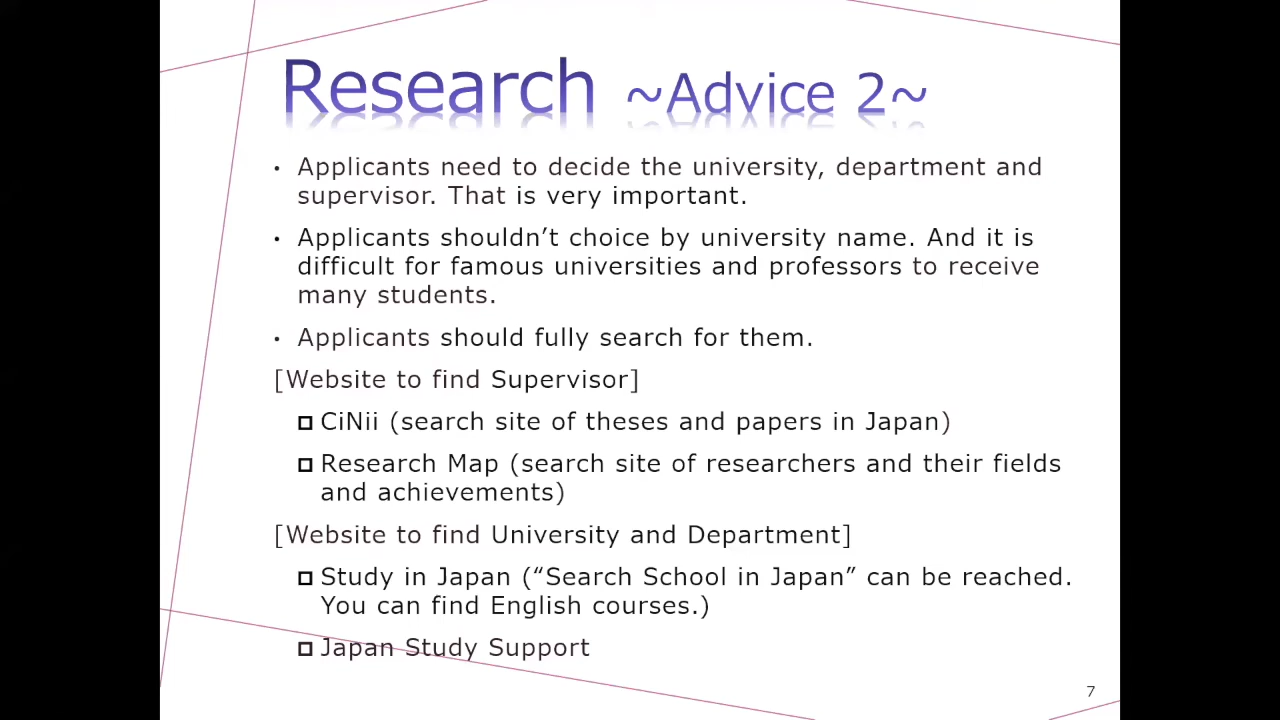 Research ~Advice 2~
• Applicants need to decide the university, department and
supervisor. That is very important.
• Applicants shouldn’t choice by university name. And it is
difficult for famous universities and professors to receive
many students.
• Applicants should fully search for them.
[Website to find Supervisor]
CiNii (search site of theses and papers in Japan)
Research Map (search site of researchers and their fields
and achievements)
[Website to find University and Department]
Study in Japan (“Search School in Japan” can be reached.
You can find English courses.)
Japan Study Support
7